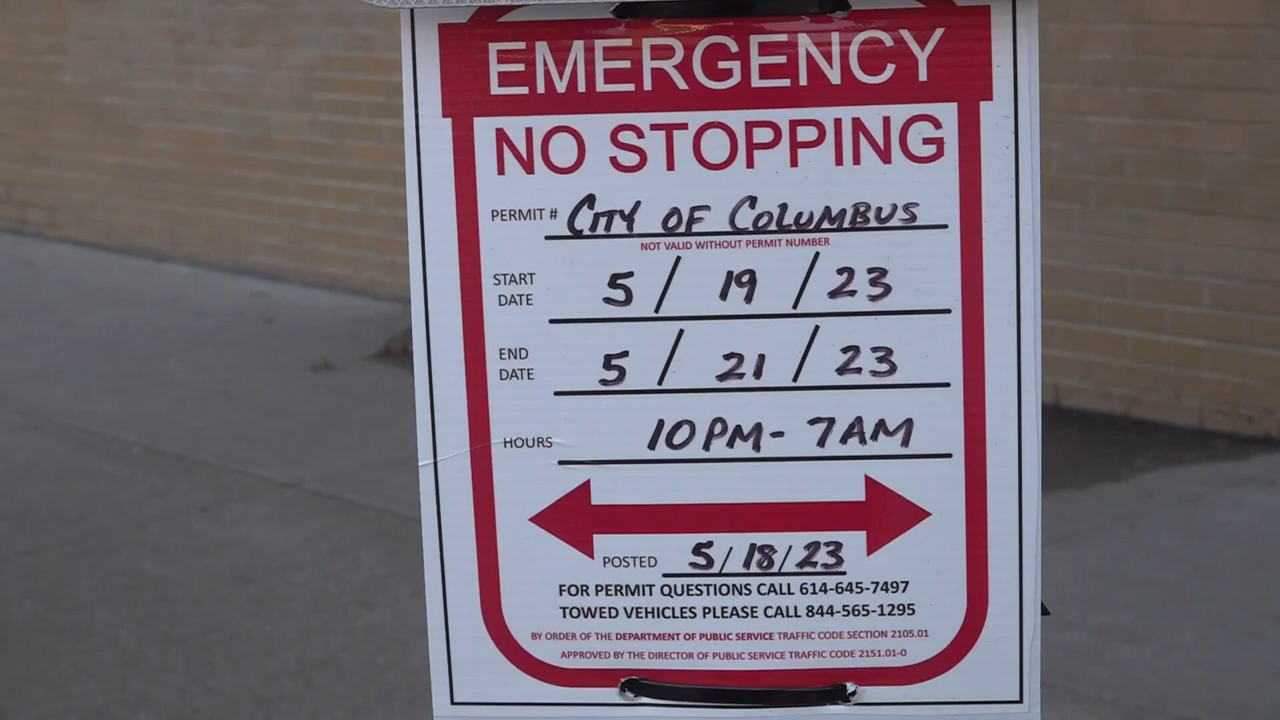 EMERGENCY
NO STOPPING
PERMIT # CITY OF COLUMBUS
NOT VALID WITHOUT PERMIT NUMBER
START DATE 5 / 19 / 23
END DATE 5 / 21 / 23
HOURS 10PM - 7AM
POSTED 5/18/23
FOR PERMIT QUESTIONS CALL 614-645-7497
TOWED VEHICLES PLEASE CALL 844-565-1295
BY ORDER OF THE DEPARTMENT OF PUBLIC SERVICE TRAFFIC CODE SECTION 2105.01
APPROVED BY THE DIRECTOR OF PUBLIC SERVICE TRAFFIC CODE 2151.01-0